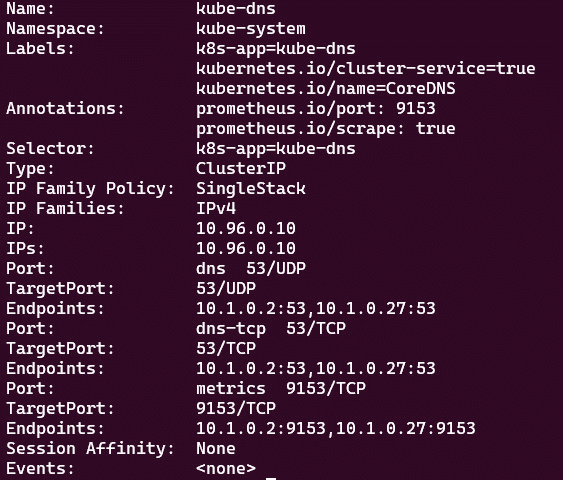 Name: kube-dns
Namespace: kube-system
Labels: k8s-app=kube-dns
kubernetes.io/cluster-service=true
kubernetes.io/name=CoreDNS
Annotations: prometheus.io/port: 9153
prometheus.io/scrape: true
Selector: k8s-app=kube-dns
Type: ClusterIP
IP Family Policy: SingleStack
IP Families: IPv4
IP: 10.96.0.10
IPs: 10.96.0.10
Port: dns 53/UDP
TargetPort: 53/UDP
Endpoints: 10.1.0.2:53,10.1.0.27:53
Port: dns-tcp 53/TCP
TargetPort: 53/TCP
Endpoints: 10.1.0.2:53,10.1.0.27:53
Port: metrics 9153/TCP
TargetPort: 9153/TCP
Endpoints: 10.1.0.2:9153,10.1.0.27:9153
Session Affinity: None
Events: <none>